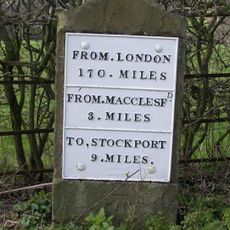 FROM.LONDON
170.MILES
FROM.MACCLESFD
3.MILES
TO,STOCKPORT
9.MILES.